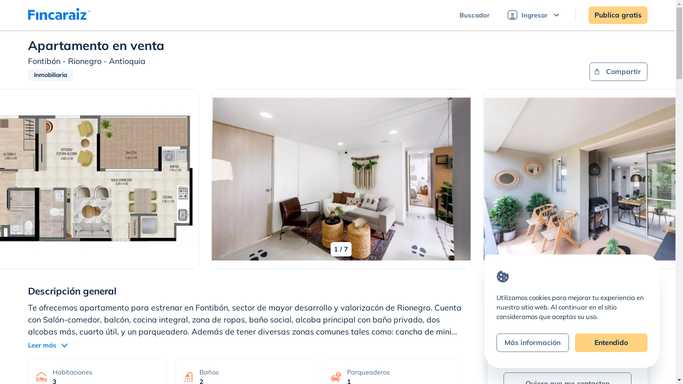 Fincaraiz
Buscador
Ingresar
Publica gratis
Apartamento en venta
Fontibón - Rionegro - Antioquia
Inmobiliaria
Compartir
1 / 7
Descripción general
Te ofrecemos apartamento para estrenar en Fontibón, sector de mayor desarrollo y valorización de Rionegro. Cuenta
con Salón-comedor, balcón, cocina integral, zona de ropas, baño social, alcoba principal con baño privado, dos
alcobas más, cuarto útil, y un parqueadero. Además de tener diversas zonas comunes tales como: cancha de mini...
Leer más
Habitaciones
3
Baños
2
Parqueaderos
1
Utilizamos cookies para mejorar tu experiencia en
nuestro sitio web. Al continuar en el sitio
consideramos que aceptas su uso.
Más información
Entendido
Quiero que me contacten